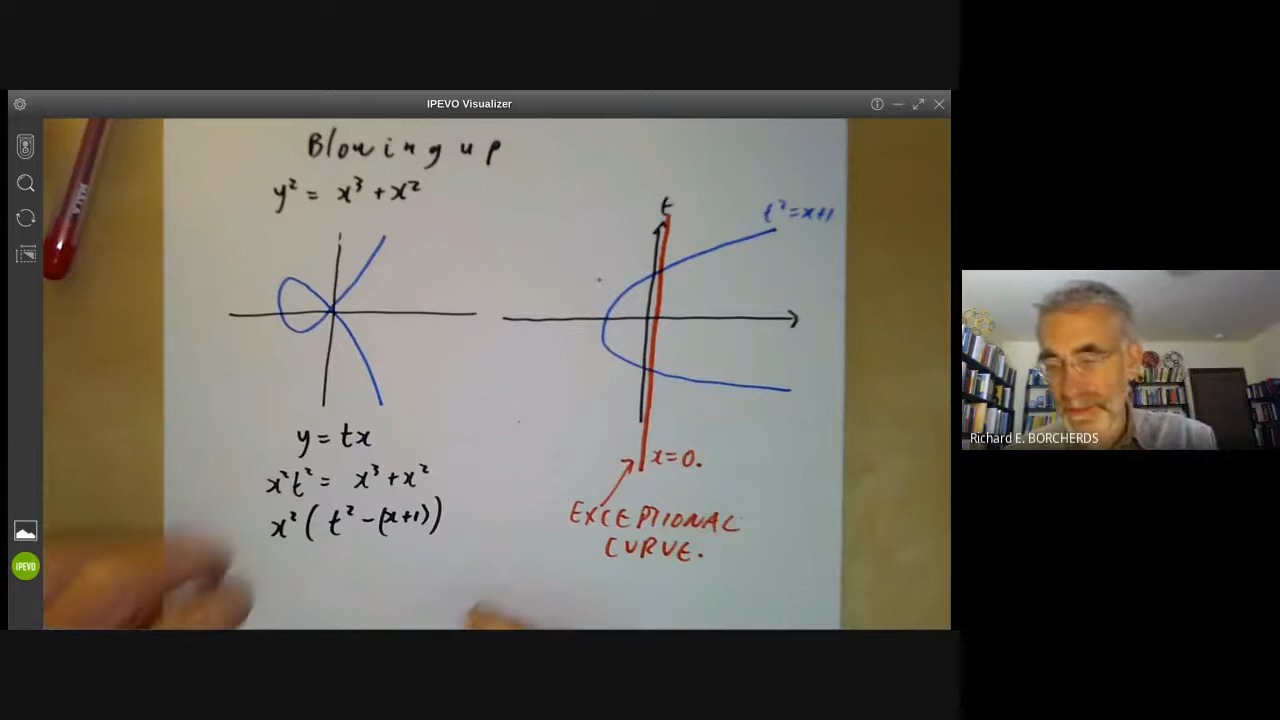 IPEVO Visualizer
Blowing up
y² = x³ + x²
t
t² = x+1
y = tx
x²t² = x³ + x²
x² ( t² - (x+1) )
x = 0.
EXCEPTIONAL
CURVE.
IPEVO
Richard E. BORCHERDS